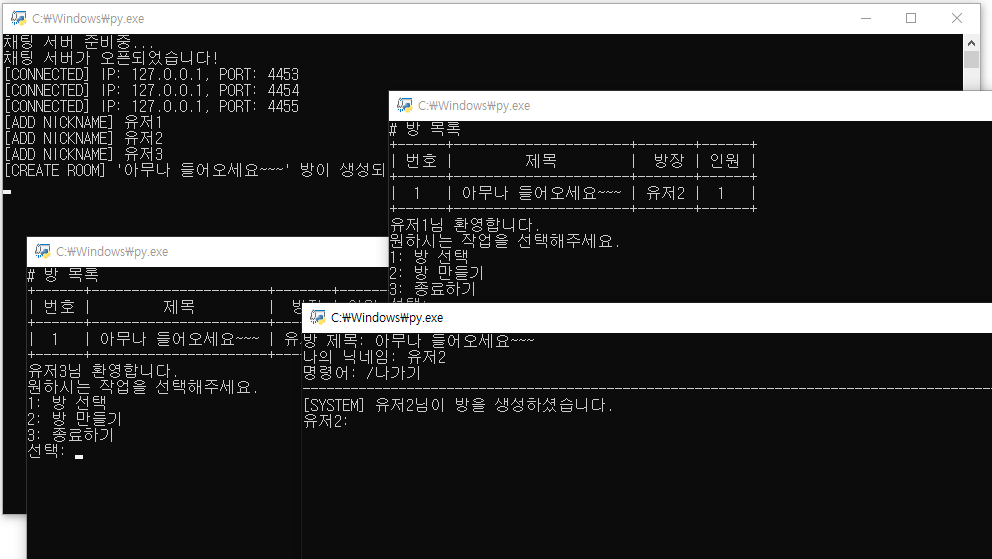 C:₩Windows₩py.exe
채팅 서버 준비중...
채팅 서버가 오픈되었습니다!
[CONNECTED] IP: 127.0.0.1, PORT: 4453
[CONNECTED] IP: 127.0.0.1, PORT: 4454
[CONNECTED] IP: 127.0.0.1, PORT: 4455
[ADD NICKNAME] 유저1
[ADD NICKNAME] 유저2
[ADD NICKNAME] 유저3
[CREATE ROOM] '아무나 들어오세요~~~' 방이 생성되
C:₩Windows₩py.exe
# 방 목록
| 번호 | 제목 | 방장 | 인원 |
| 1 | 아무나 들어오세요~~~ | 유저2 | 1 |
유저1님 환영합니다.
원하시는 작업을 선택해주세요.
1: 방 선택
2: 방 만들기
3: 종료하기
C:₩Windows₩py.exe
# 방 목록
| 번호 | 제목 |
| 1 | 아무나 들어오세요~~~ | 유
유저3님 환영합니다.
원하시는 작업을 선택해주세요.
1: 방 선택
2: 방 만들기
3: 종료하기
선택:
C:₩Windows₩py.exe
방 제목: 아무나 들어오세요~~~
나의 닉네임: 유저2
명령어: /나가기
[SYSTEM] 유저2님이 방을 생성하셨습니다.
유저2: